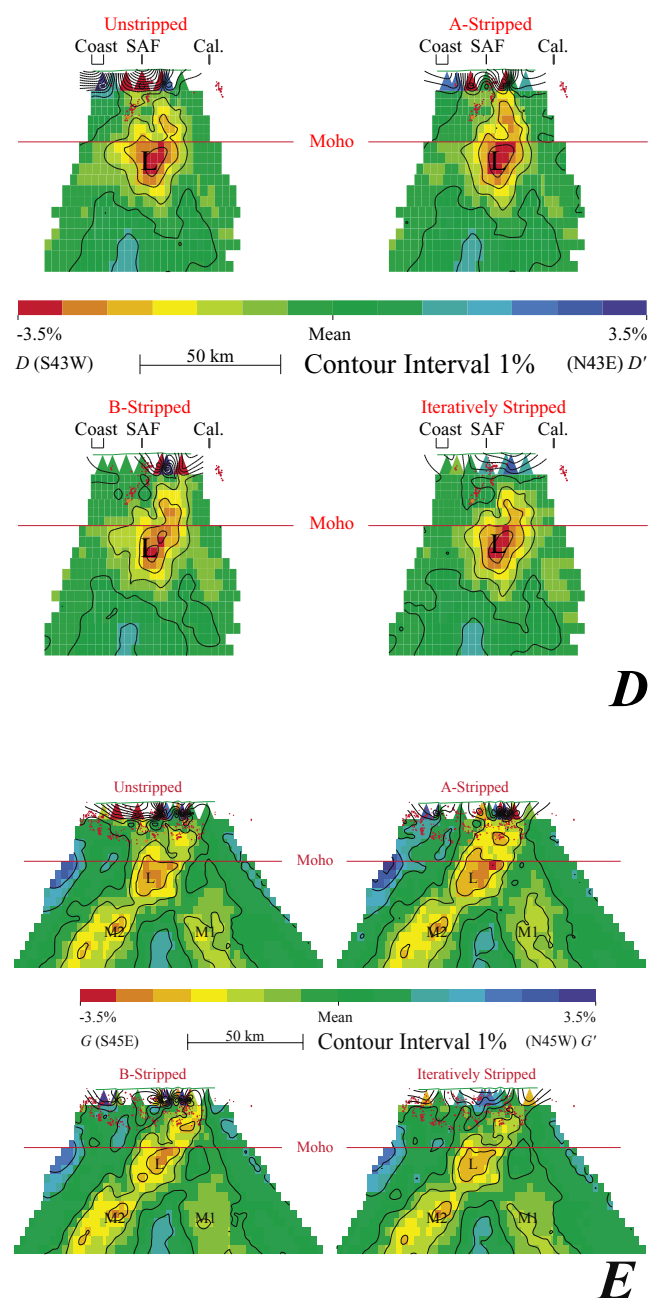 Unstripped A-Stripped
Coast SAF Cal. Coast SAF Cal.
Moho
L L
-3.5% Mean 3.5%
D (S43W) 50 km Contour Interval 1% (N43E) D′
B-Stripped Iteratively Stripped
Coast SAF Cal. Coast SAF Cal.
Moho
L L
D
Unstripped A-Stripped
Moho
L L
M2 M1 M2 M1
-3.5% Mean 3.5%
G (S45E) 50 km Contour Interval 1% (N45W) G′
B-Stripped Iteratively Stripped
Moho
L L
M2 M1 M2 M1
E